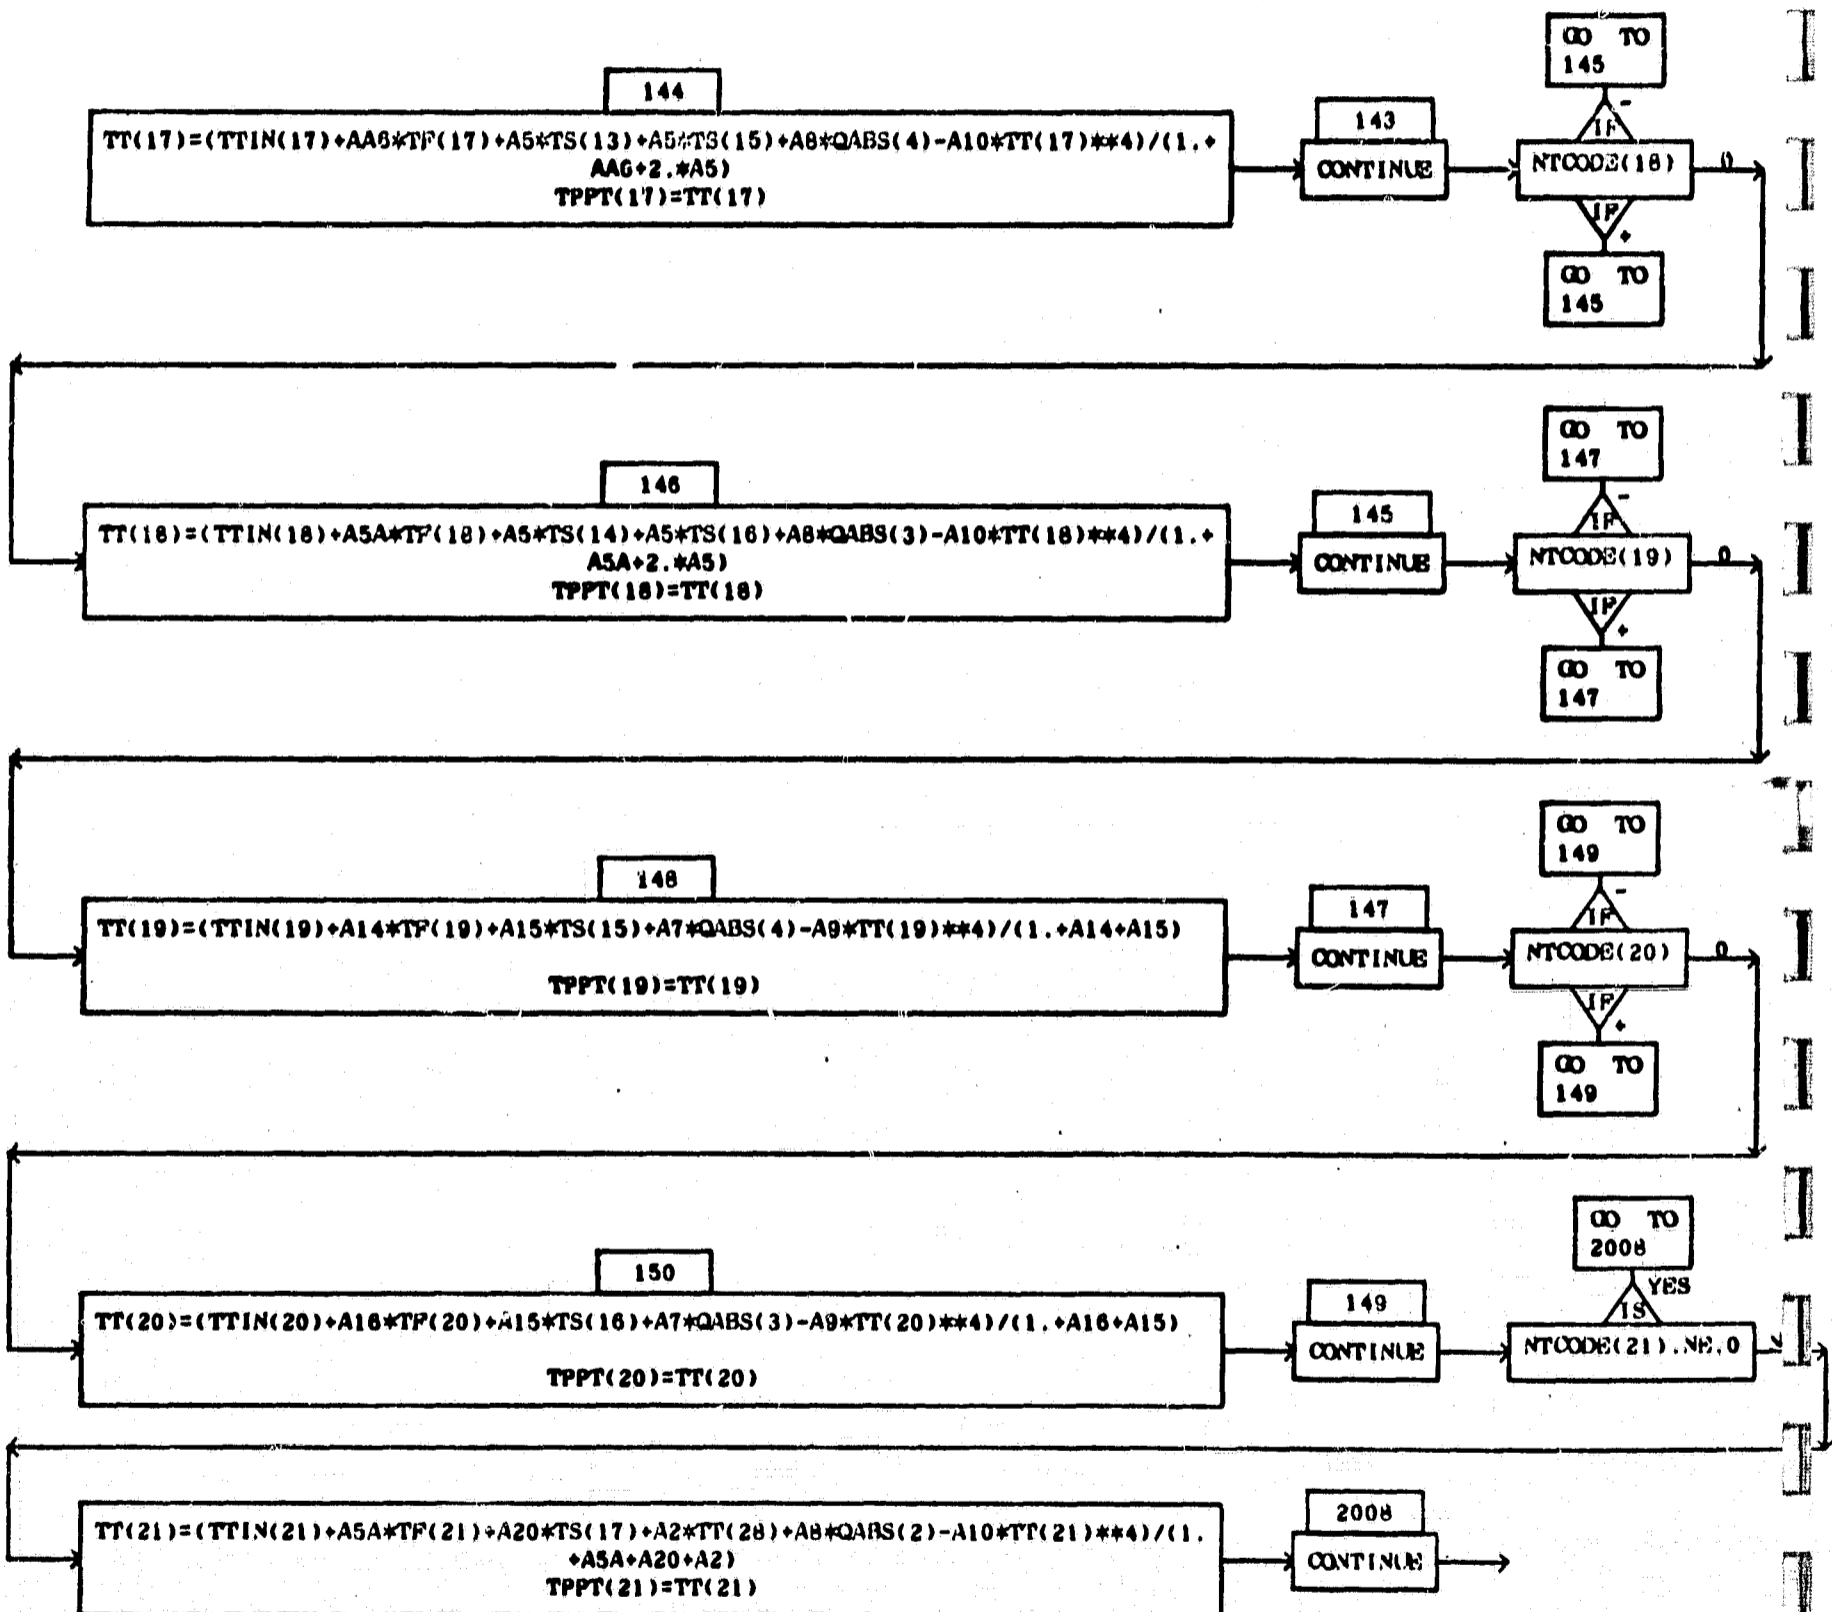 GO TO
145
144
TT(17)=(TTIN(17)+AA6*TF(17)+A5*TS(13)+A5*TS(15)+A8*QABS(4)-A10*TT(17)**4)/(1.+
AA6+2.*A5)
TPPT(17)=TT(17)
143
CONTINUE
IF -
NTCODE(18) 0
IF +
GO TO
145
GO TO
147
146
TT(18)=(TTIN(18)+A5A*TF(18)+A5*TS(14)+A5*TS(16)+A8*QABS(3)-A10*TT(18)**4)/(1.+
A5A+2.*A5)
TPPT(18)=TT(18)
145
CONTINUE
IF -
NTCODE(19) 0
IF +
GO TO
147
GO TO
149
148
TT(19)=(TTIN(19)+A14*TF(19)+A15*TS(15)+A7*QABS(4)-A9*TT(19)**4)/(1.+A14+A15)
TPPT(19)=TT(19)
147
CONTINUE
IF -
NTCODE(20) 0
IF +
GO TO
149
GO TO
2008
150
TT(20)=(TTIN(20)+A16*TF(20)+A15*TS(16)+A7*QABS(3)-A9*TT(20)**4)/(1.+A16+A15)
TPPT(20)=TT(20)
149
CONTINUE
IS YES
NTCODE(21).NE.0
TT(21)=(TTIN(21)+A5A*TF(21)+A20*TS(17)+A2*TT(28)+A8*QABS(2)-A10*TT(21)**4)/(1.
+A5A+A20+A2)
TPPT(21)=TT(21)
2008
CONTINUE